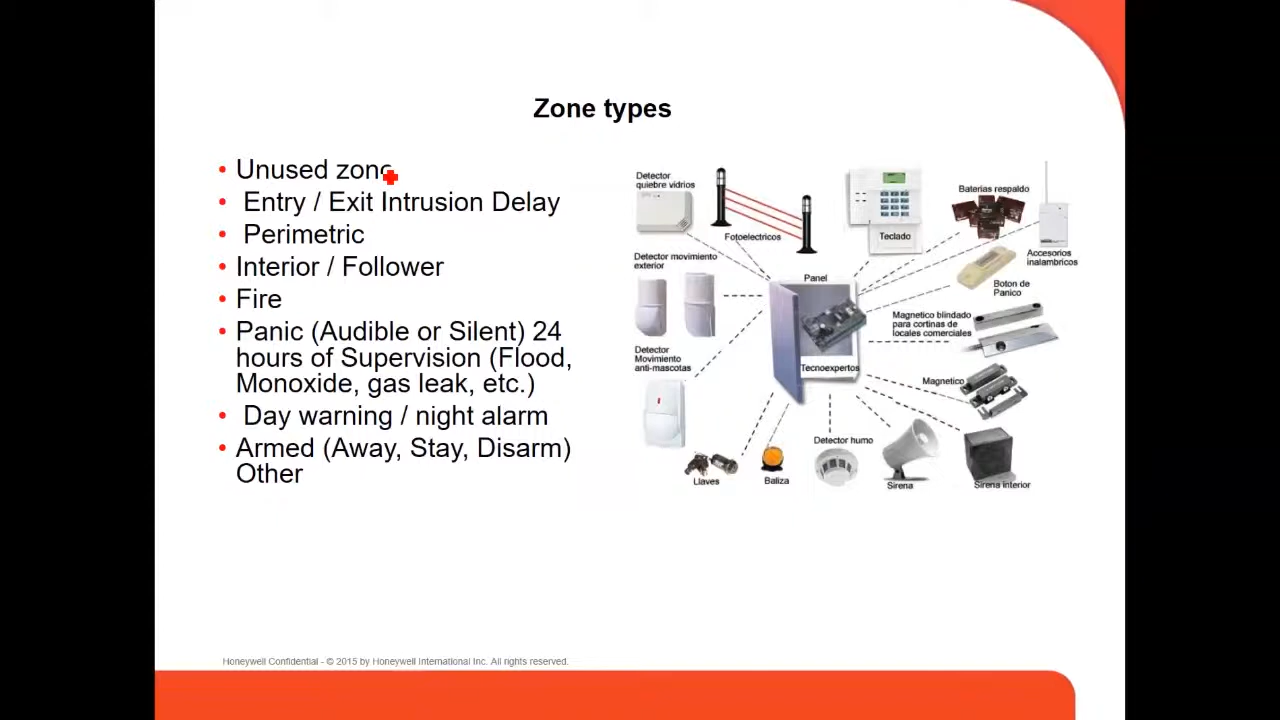 Zone types
• Unused zone
• Entry / Exit Intrusion Delay
• Perimetric
• Interior / Follower
• Fire
• Panic (Audible or Silent) 24
hours of Supervision (Flood,
Monoxide, gas leak, etc.)
• Day warning / night alarm
• Armed (Away, Stay, Disarm)
Other
Detector
quiebre vidrios
Fotoelectricos
Teclado
Baterias respaldo
Accesorios
inalambricos
Detector movimiento
exterior
Panel
Boton de
Panico
Magnetico blindado
para cortinas de
locales comerciales
Detector
Movimiento
anti-mascotas
Tecnoexpertos
Magnetico
Llaves
Baliza
Detector humo
Sirena
Sirena interior
Honeywell Confidential - © 2015 by Honeywell International Inc. All rights reserved.